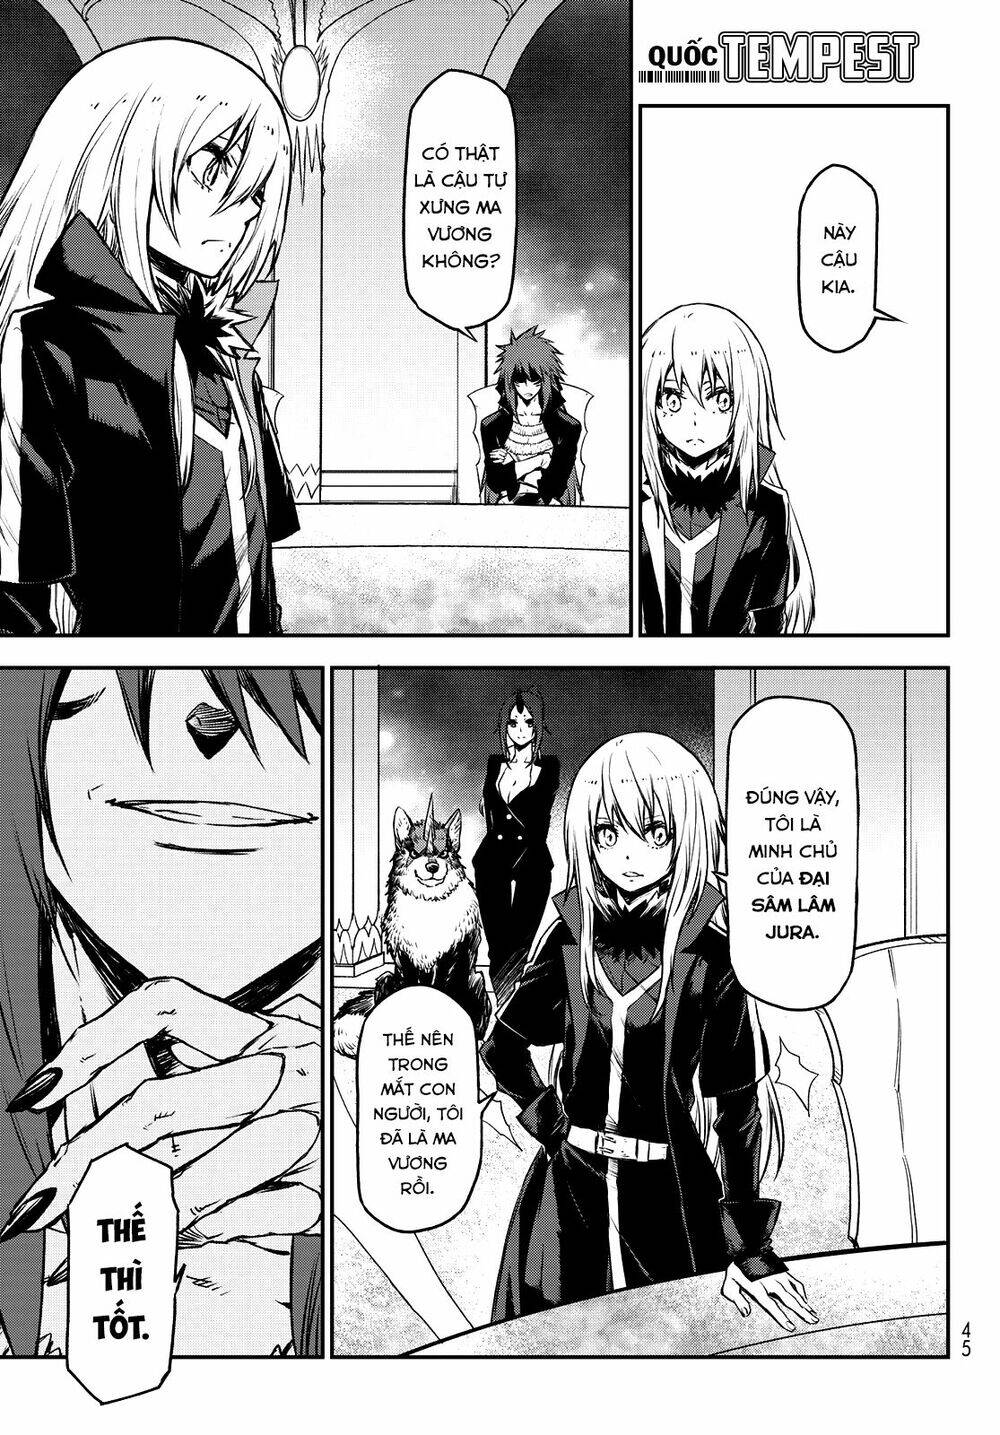 QUỐC TEMPEST
NÀY
CẬU
KIA.
CÓ THẬT
LÀ CẬU TỰ
XƯNG MA
VƯƠNG
KHÔNG?
ĐÚNG VẬY,
TÔI LÀ
MINH CHỦ
CỦA ĐẠI
SÂM LÂM
JURA.
THẾ NÊN
TRONG
MẮT CON
NGƯỜI, TÔI
ĐÃ LÀ MA
VƯƠNG
RỒI.
THẾ
THÌ
TỐT.
45